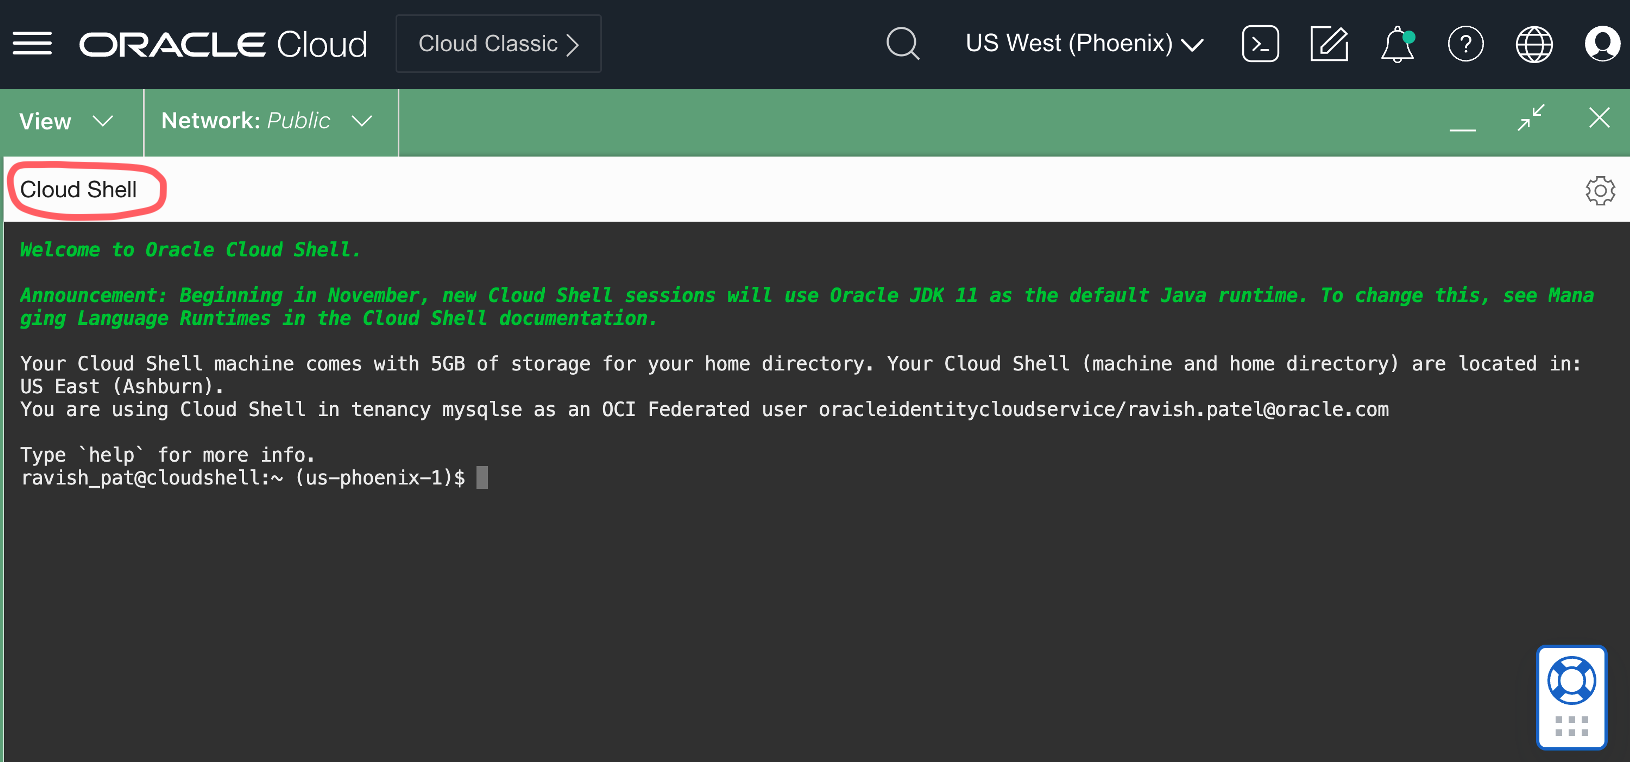 ORACLE Cloud
Cloud Classic
US West (Phoenix)
View
Network: Public
Cloud Shell
Welcome to Oracle Cloud Shell.
Announcement: Beginning in November, new Cloud Shell sessions will use Oracle JDK 11 as the default Java runtime. To change this, see Mana
ging Language Runtimes in the Cloud Shell documentation.
Your Cloud Shell machine comes with 5GB of storage for your home directory. Your Cloud Shell (machine and home directory) are located in:
US East (Ashburn).
You are using Cloud Shell in tenancy mysqlse as an OCI Federated user oracleidentitycloudservice/ravish.patel@oracle.com
Type `help` for more info.
ravish_pat@cloudshell:~ (us-phoenix-1)$